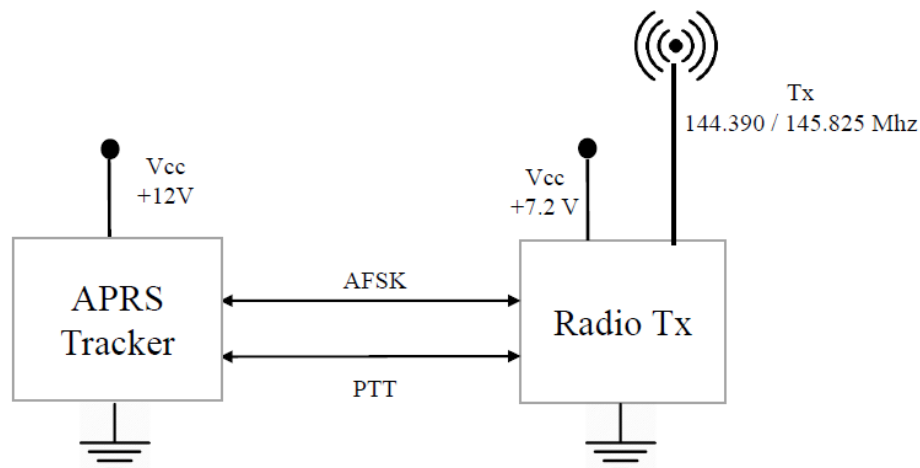 Tx
144.390 / 145.825 Mhz
Vcc
+12V
Vcc
+7.2 V
APRS
Tracker
AFSK
PTT
Radio Tx